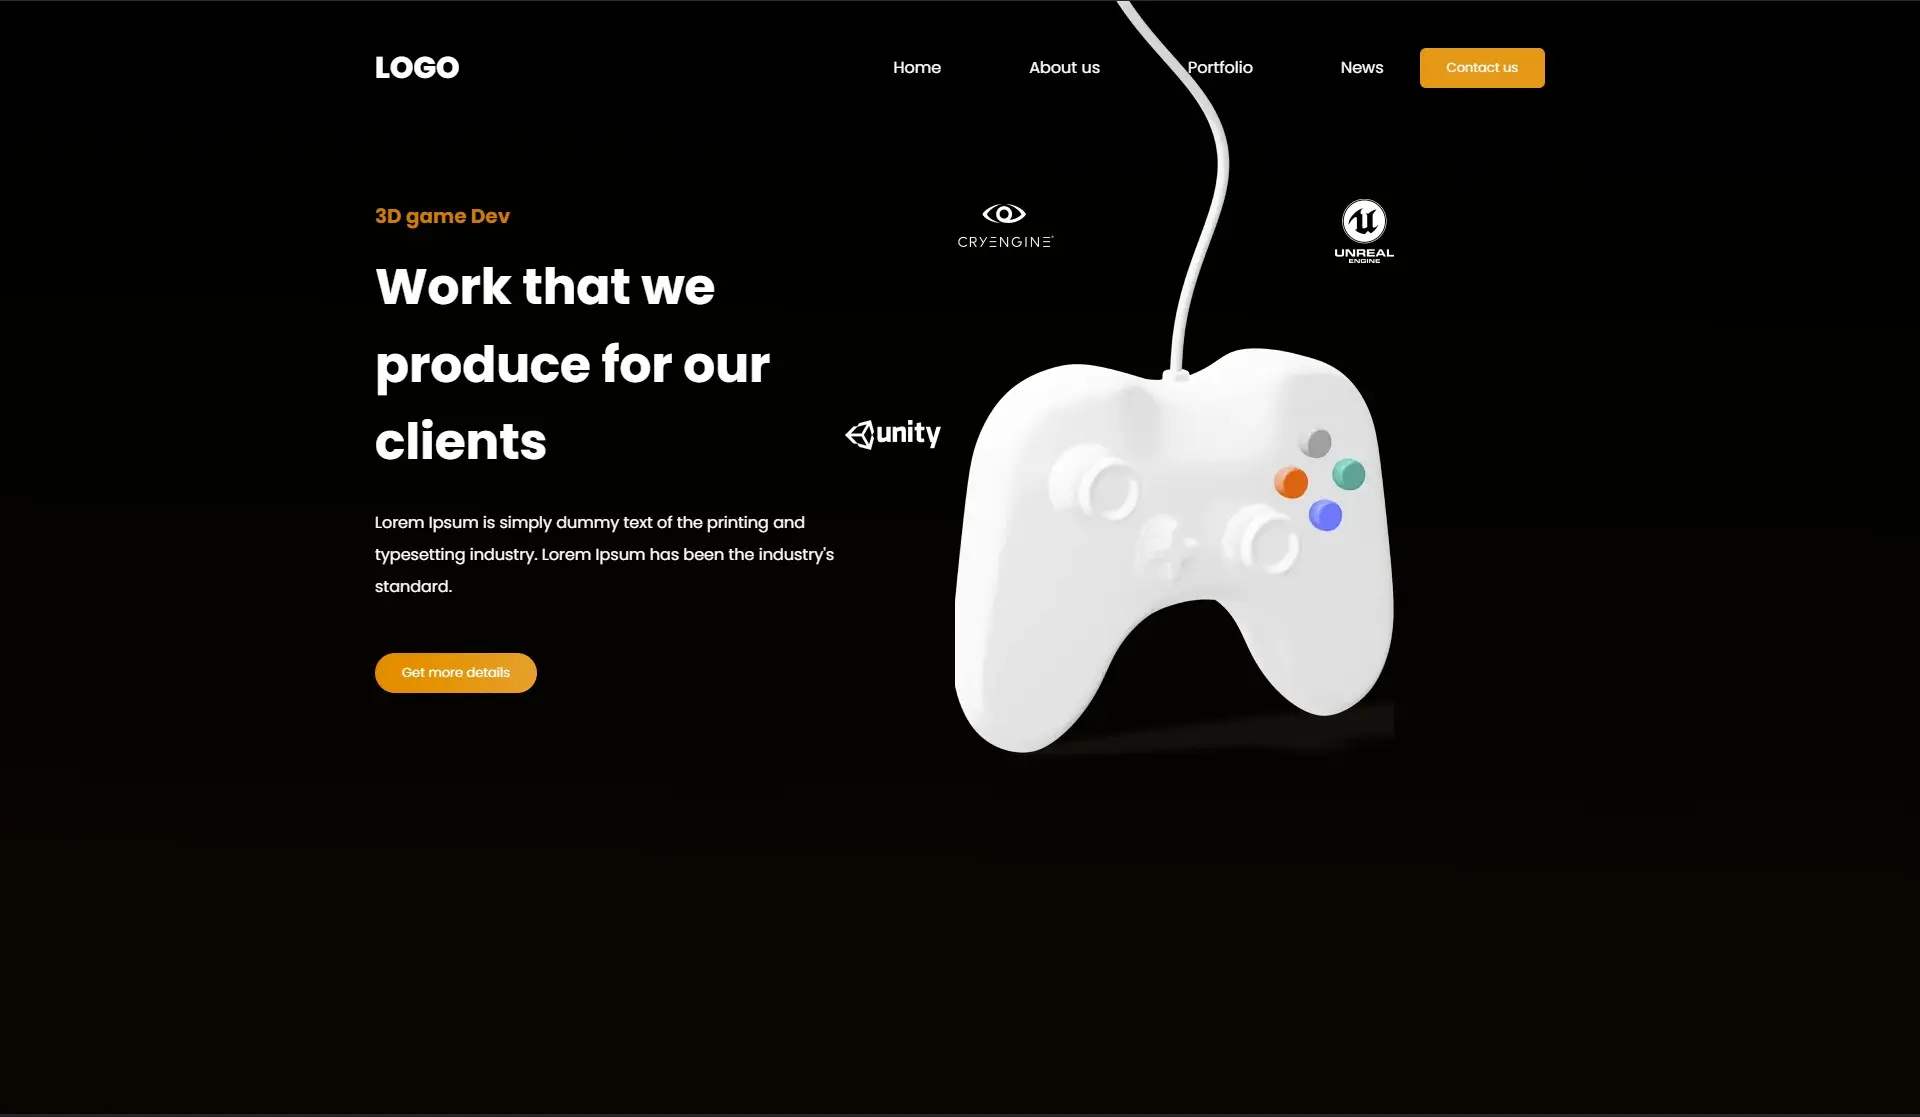 LOGO
Home
About us
Portfolio
News
Contact us
3D game Dev
Work that we
produce for our
clients
Lorem Ipsum is simply dummy text of the printing and
typesetting industry. Lorem Ipsum has been the industry's
standard.
Get more details
CRYENGINE
UNREAL
ENGINE
unity